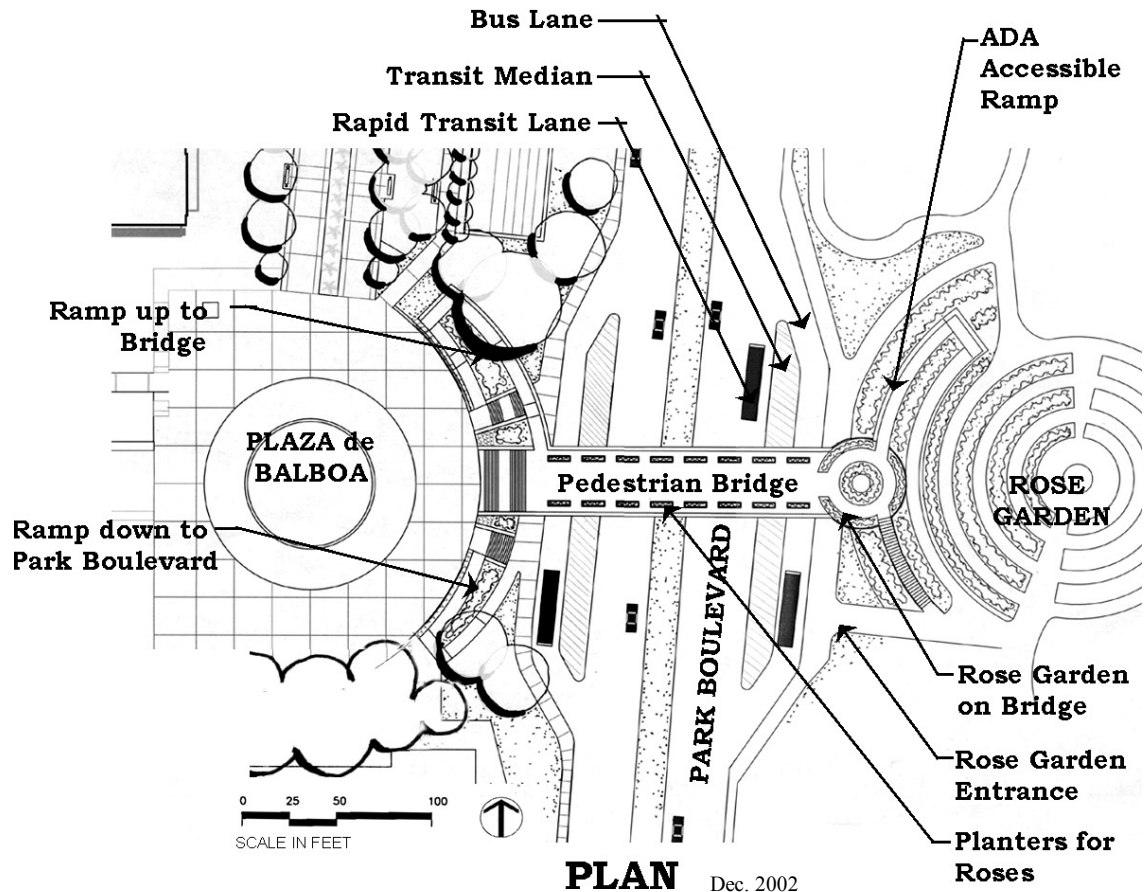 Bus Lane
Transit Median
Rapid Transit Lane
ADA
Accessible
Ramp
Ramp up to
Bridge
PLAZA de
BALBOA
Pedestrian Bridge
ROSE
GARDEN
Ramp down to
Park Boulevard
PARK BOULEVARD
Rose Garden
on Bridge
Rose Garden
Entrance
Planters for
Roses
0 25 50 100
SCALE IN FEET
PLAN Dec. 2002